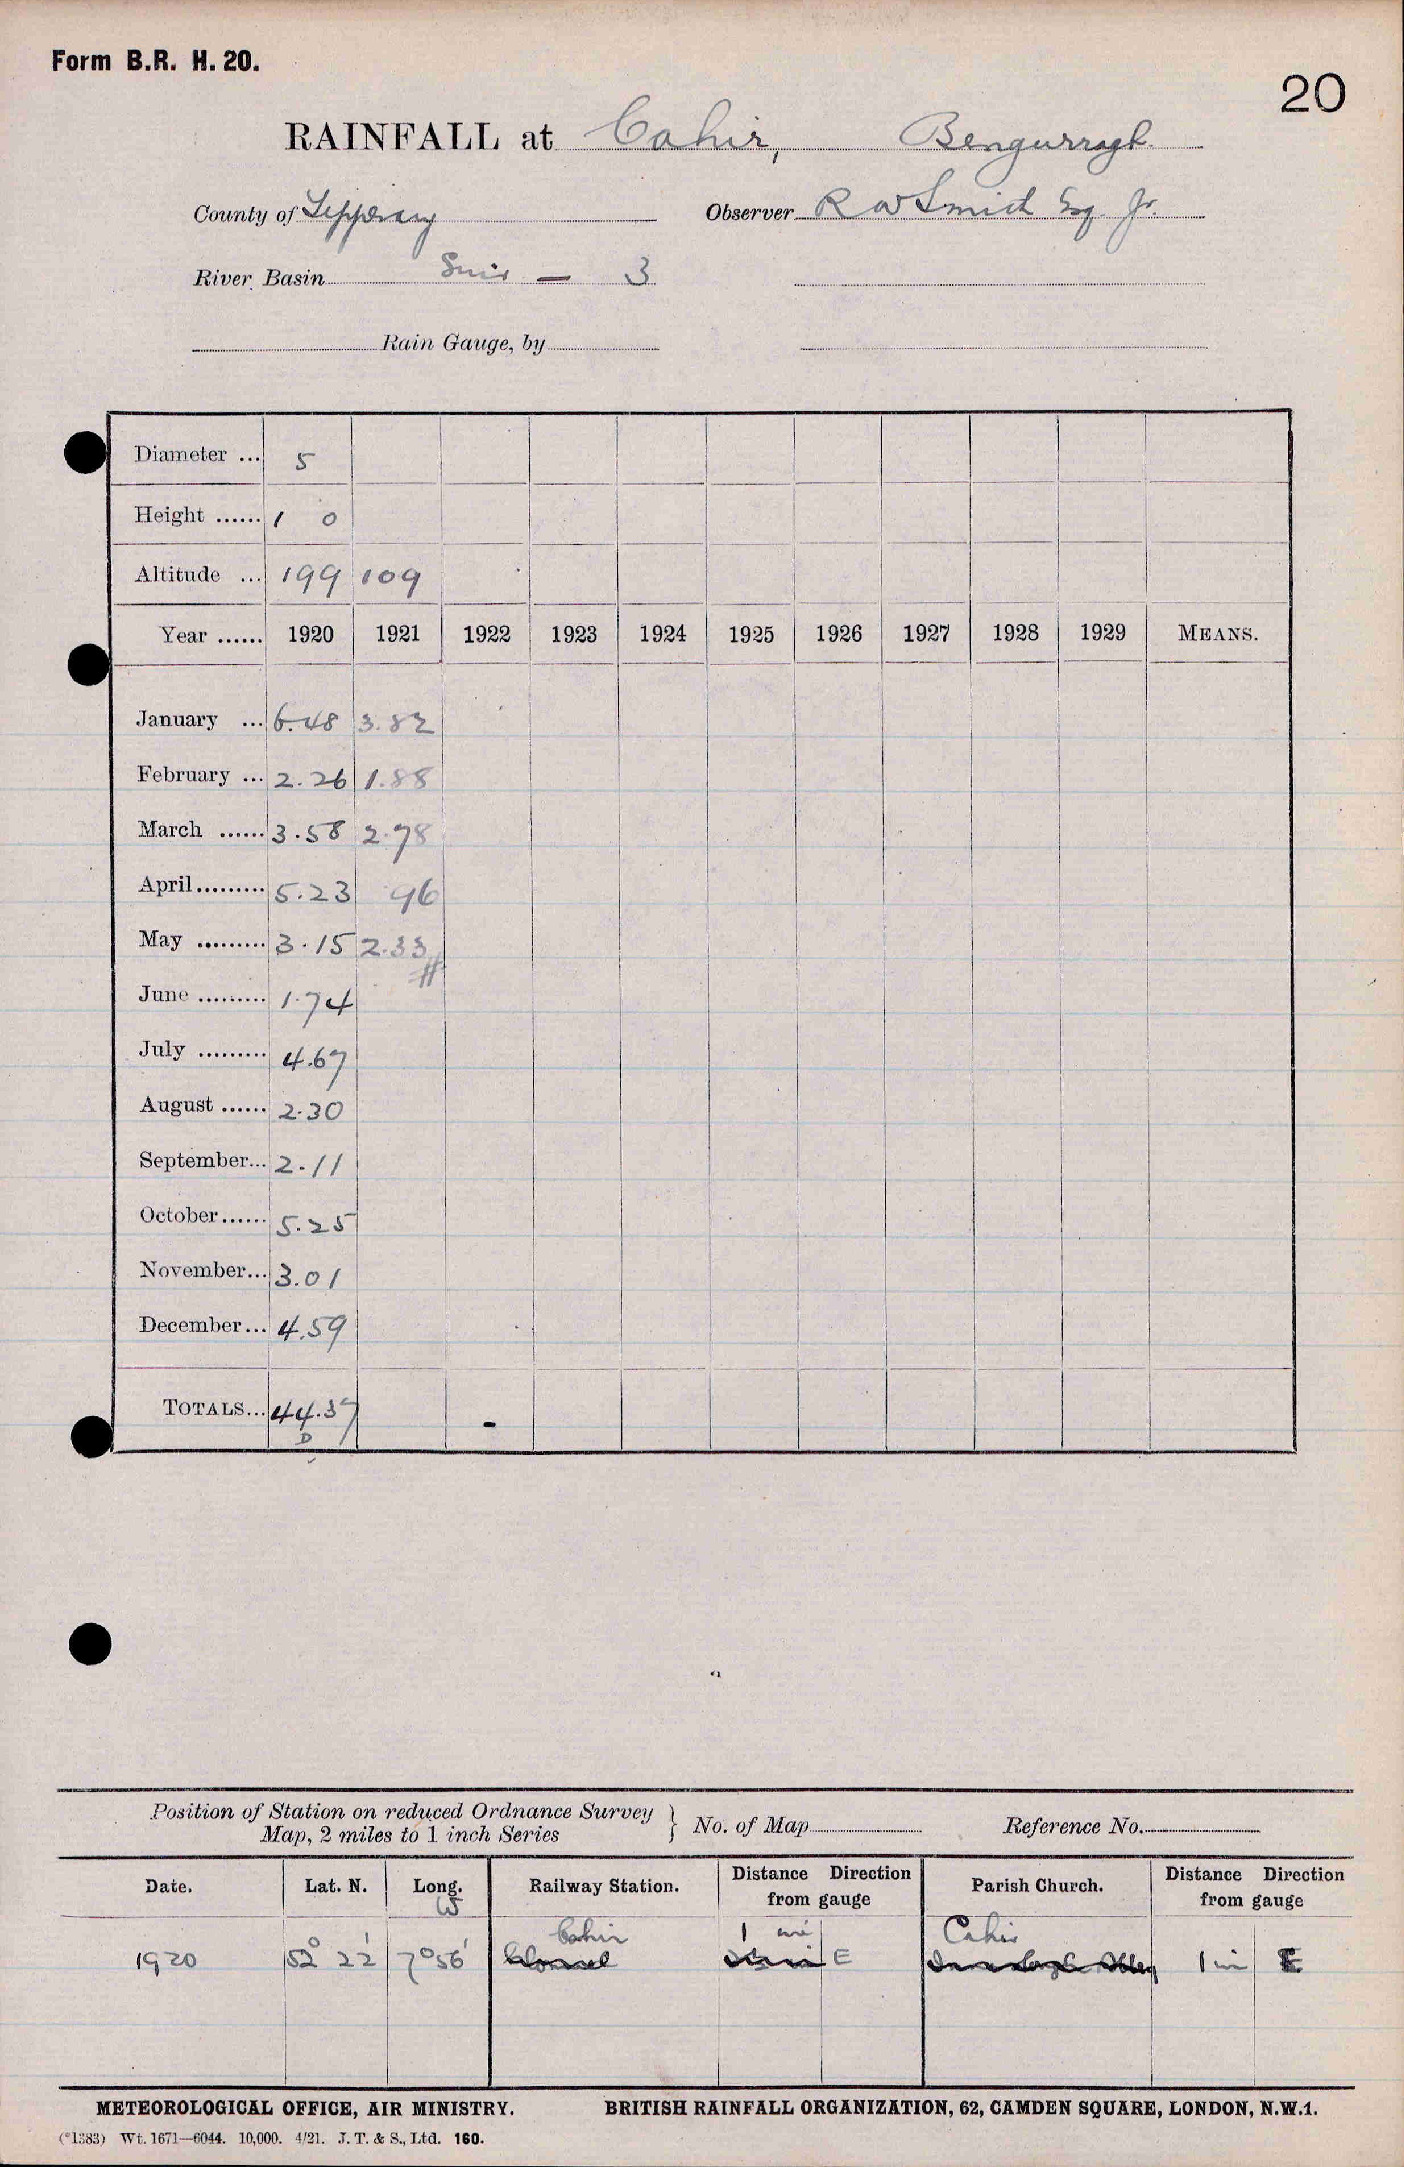 Form B.R. H. 20.
20
RAINFALL at Cahir, Bengurragh.
County of Tipperary Observer R W Smith Esq. Jr.
River Basin Suir — 3
Rain Gauge, by
Diameter ... 5
Height ...... 1 0
Altitude ... 199 109
Year ...... 1920 1921 1922 1923 1924 1925 1926 1927 1928 1929 MEANS.
January ... 6.48 3.82
February ... 2.26 1.88
March ...... 3.58 2.78
April......... 5.23 96
May ......... 3.15 2.33
#
June ......... 1.74
July ......... 4.67
August ...... 2.30
September... 2.11
October...... 5.25
November... 3.01
December... 4.59
TOTALS... 44.37
D
Position of Station on reduced Ordnance Survey
Map, 2 miles to 1 inch Series } No. of Map Reference No.
Date. Lat. N. Long. W Railway Station. Distance Direction from gauge Parish Church. Distance Direction from gauge
Cahir 1 mi Cahir
1920 52° 22' 7° 56' Clonmel E 1 mi E
METEOROLOGICAL OFFICE, AIR MINISTRY. BRITISH RAINFALL ORGANIZATION, 62, CAMDEN SQUARE, LONDON, N.W.1.
(*1383) Wt. 1671—6044. 10,000. 4/21. J. T. & S., Ltd. 160.